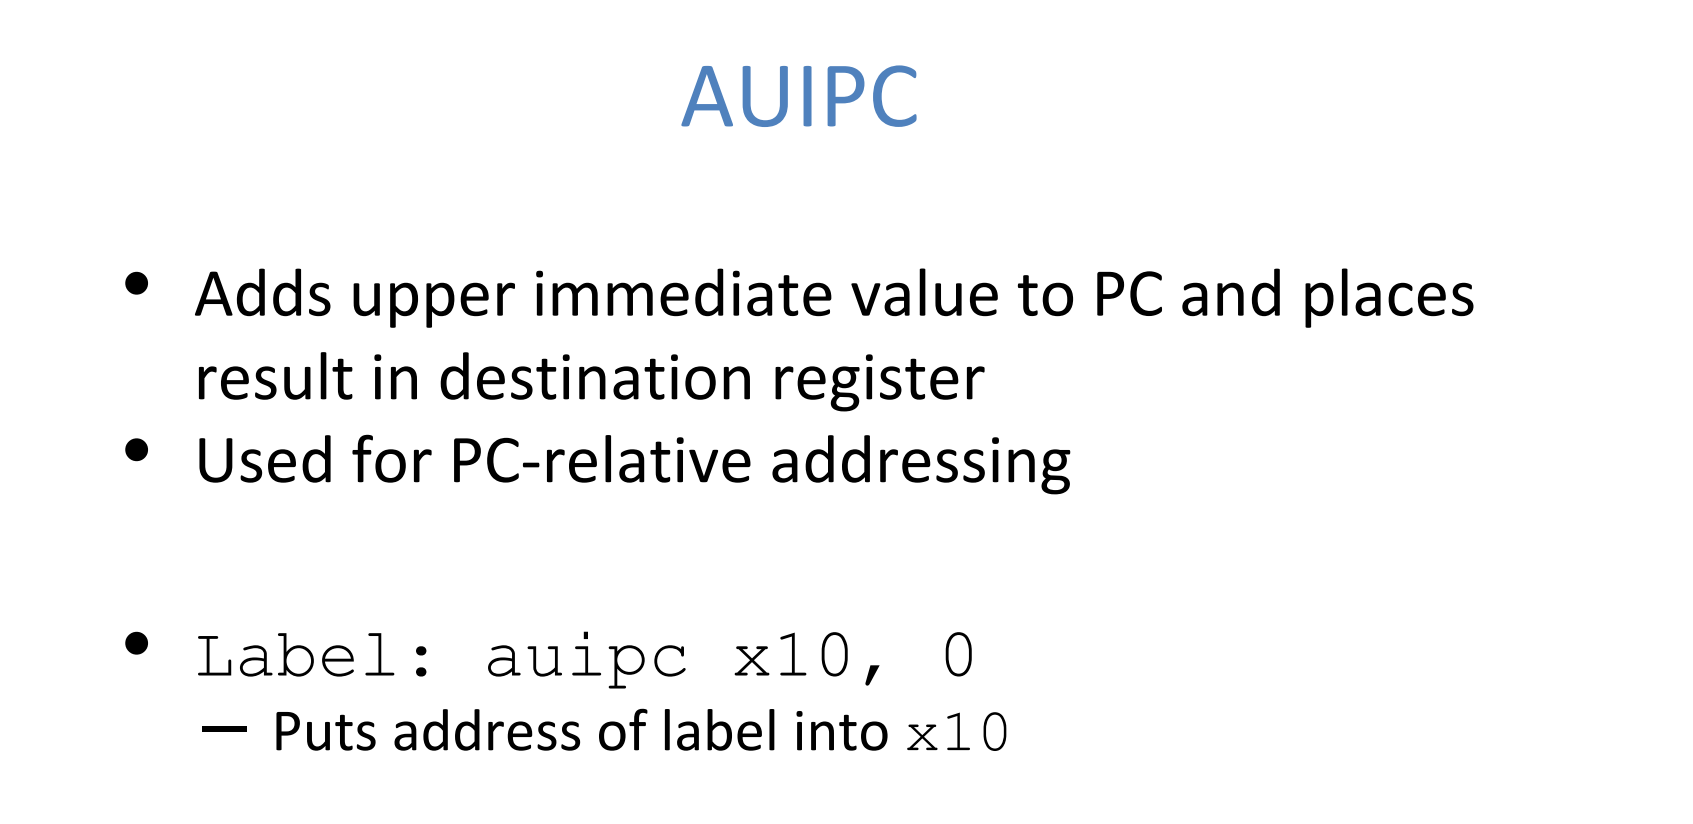 AUIPC
• Adds upper immediate value to PC and places
result in destination register
• Used for PC-relative addressing
• Label: auipc x10, 0
— Puts address of label into x10